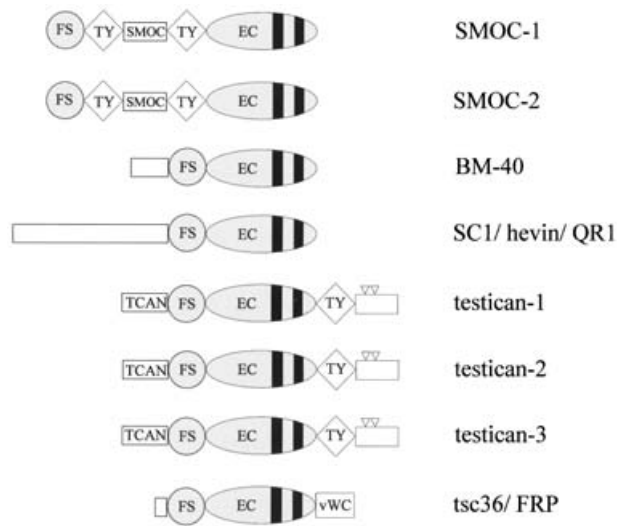 FS TY SMOC TY EC SMOC-1
FS TY SMOC TY EC SMOC-2
FS EC BM-40
FS EC SC1/ hevin/ QR1
TCAN FS EC TY testican-1
TCAN FS EC TY testican-2
TCAN FS EC TY testican-3
FS EC vWC tsc36/ FRP